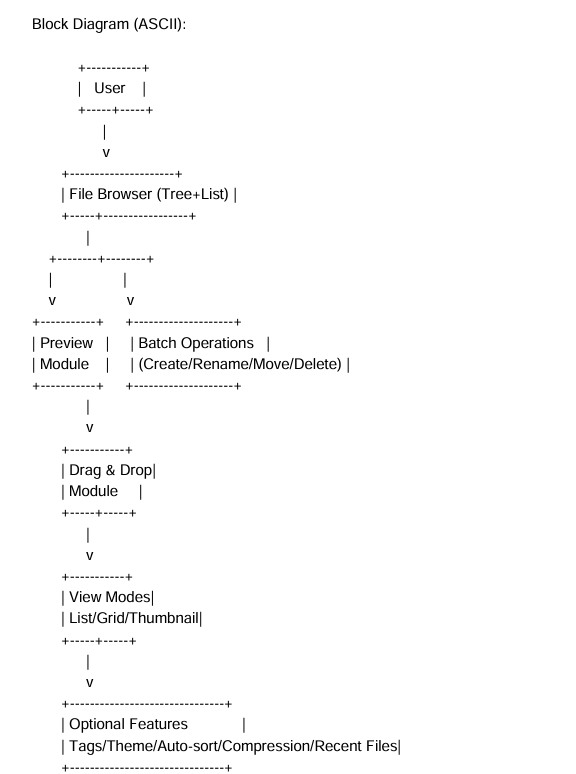 Block Diagram (ASCII):
+-----------+
|   User    |
+-----+-----+
|
v
+---------------------+
| File Browser (Tree+List) |
+-----+-----------------+
|
+--------+--------+
|                  |
v                 v
+-----------+     +--------------------+
| Preview   |     | Batch Operations   |
| Module    |     | (Create/Rename/Move/Delete) |
+-----------+     +--------------------+
|
v
+-----------+
| Drag & Drop|
| Module     |
+-----+-----+
|
v
+-----------+
| View Modes|
| List/Grid/Thumbnail|
+-----+-----+
|
v
+------------------------------+
| Optional Features             |
| Tags/Theme/Auto-sort/Compression/Recent Files|
+------------------------------+